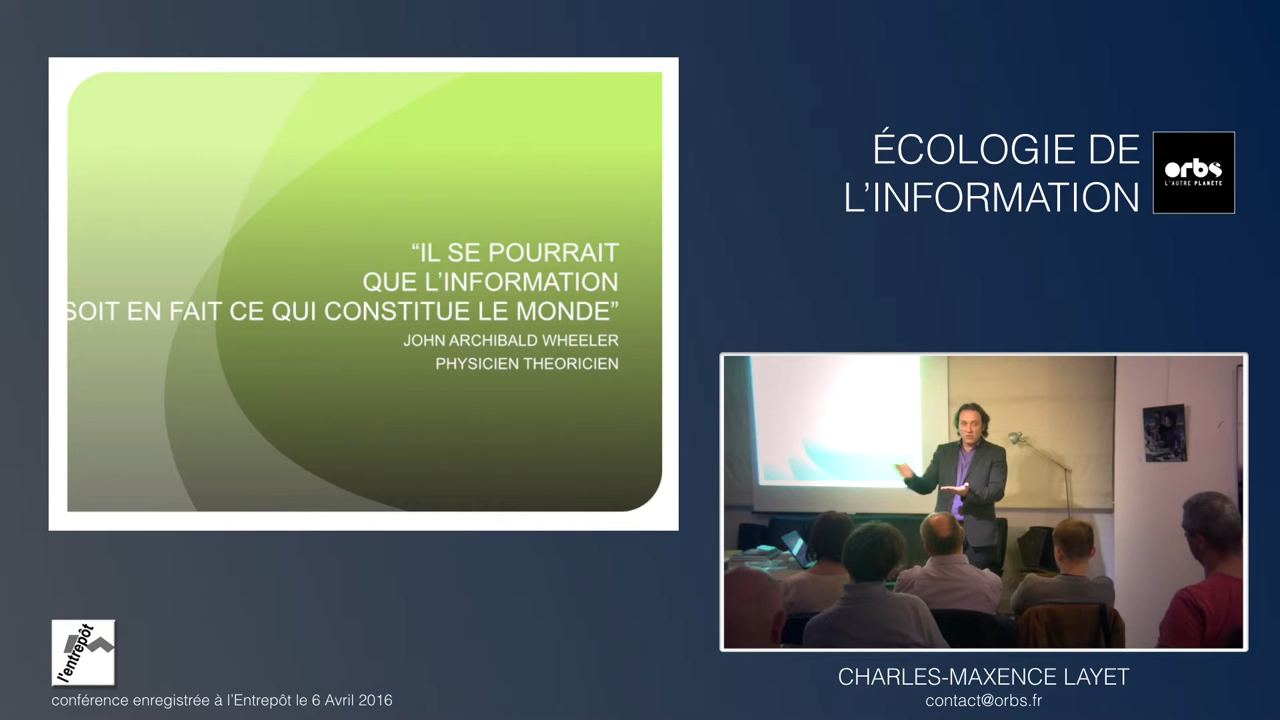 “IL SE POURRAIT
QUE L’INFORMATION
SOIT EN FAIT CE QUI CONSTITUE LE MONDE”
JOHN ARCHIBALD WHEELER
PHYSICIEN THEORICIEN
ÉCOLOGIE DE
L’INFORMATION
orbs
L'AUTRE PLANÈTE
l'entrepôt
conférence enregistrée à l’Entrepôt le 6 Avril 2016
CHARLES-MAXENCE LAYET
contact@orbs.fr